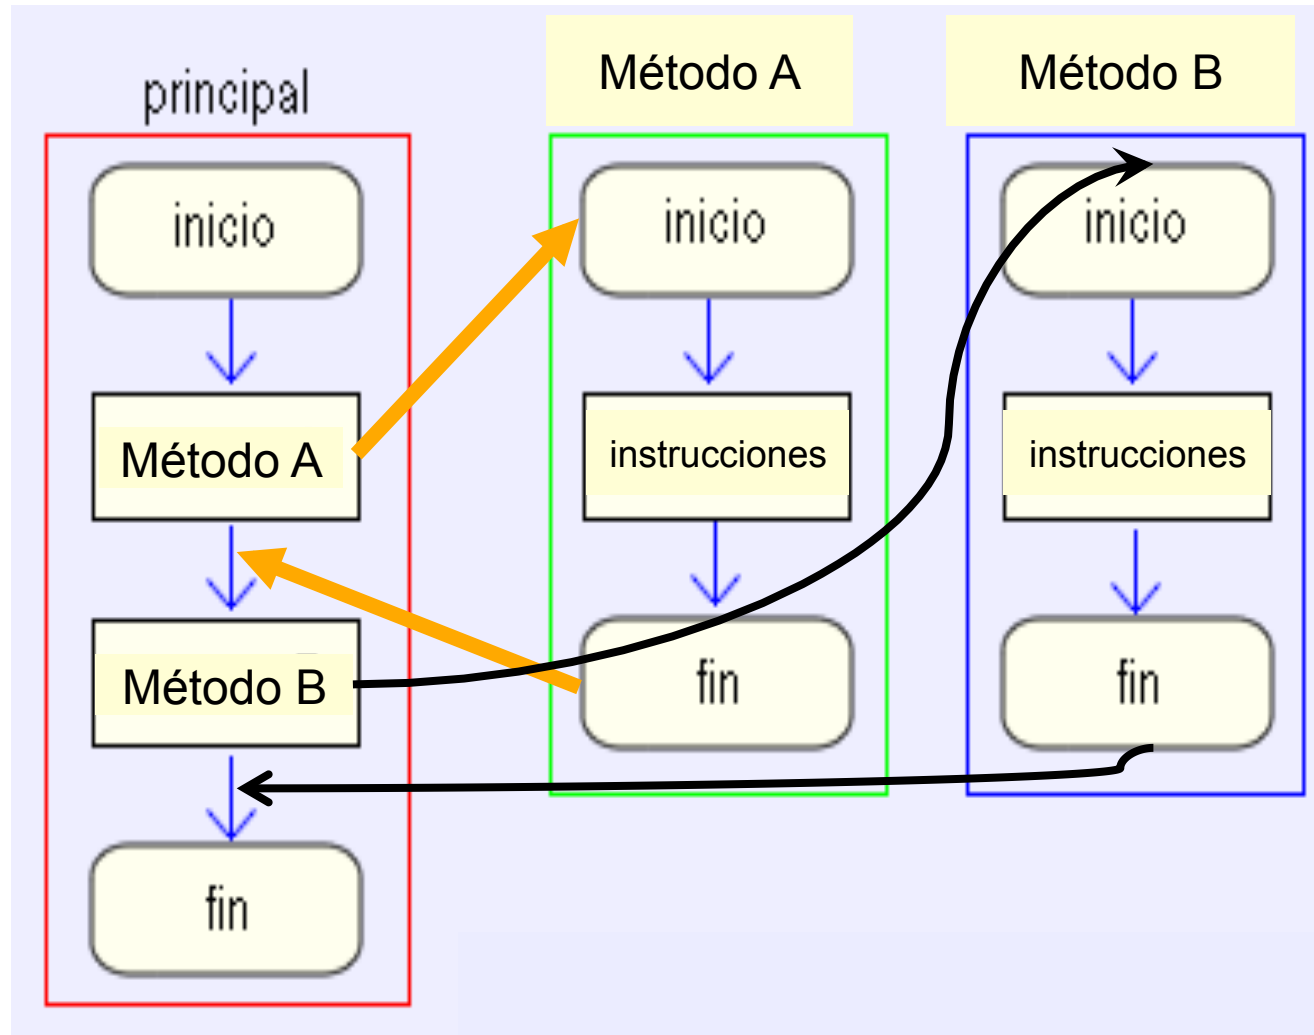 principal
inicio
Método A
Método B
fin
Método A
inicio
instrucciones
fin
Método B
inicio
instrucciones
fin